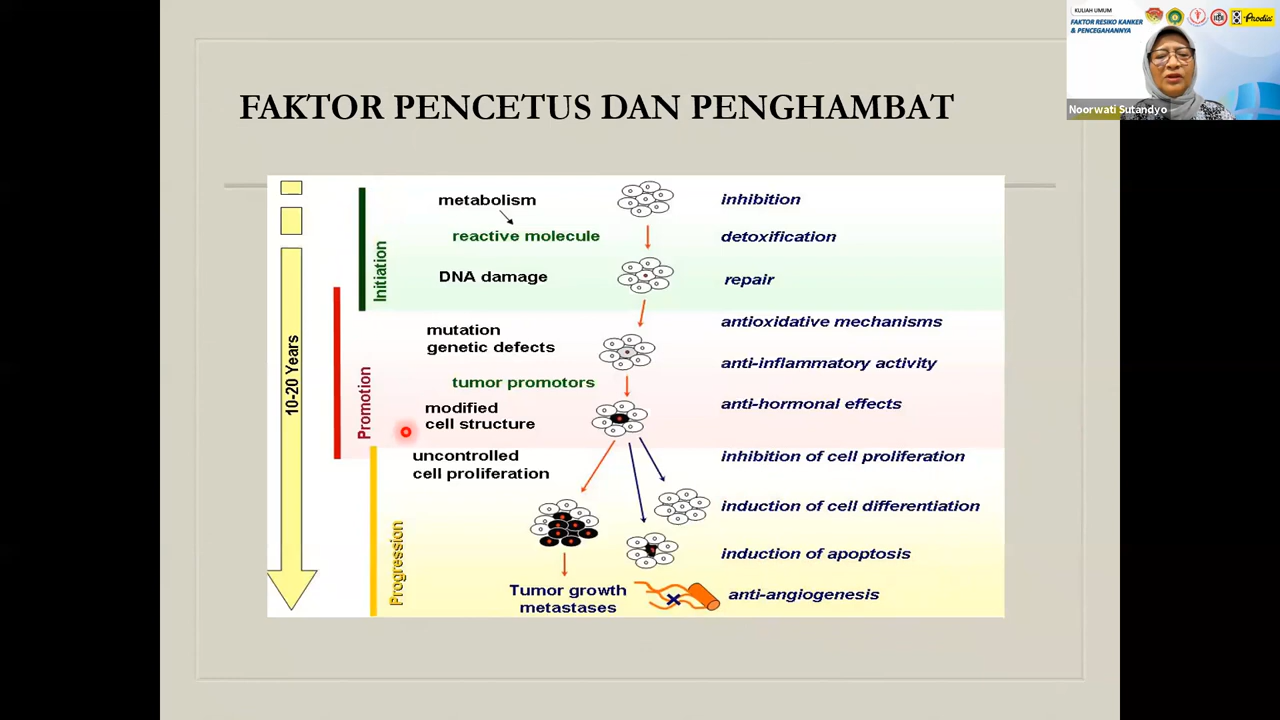 KULIAH UMUM
FAKTOR RESIKO KANKER
& PENCEGAHANNYA
Prodia
Noorwati Sutandyo
FAKTOR PENCETUS DAN PENGHAMBAT
10-20 Years
Initiation
Promotion
Progression
metabolism
reactive molecule
DNA damage
mutation
genetic defects
tumor promotors
modified
cell structure
uncontrolled
cell proliferation
Tumor growth
metastases
inhibition
detoxification
repair
antioxidative mechanisms
anti-inflammatory activity
anti-hormonal effects
inhibition of cell proliferation
induction of cell differentiation
induction of apoptosis
anti-angiogenesis